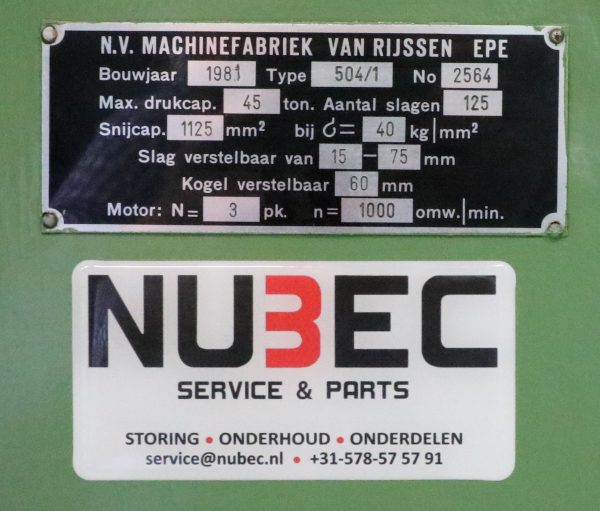 N.V. MACHINEFABRIEK VAN RIJSSEN EPE
Bouwjaar 1981 Type 504/1 No 2564
Max. drukcap. 45 ton. Aantal slagen 125
Snijcap. 1125 mm² bij σ= 40 kg/mm²
Slag verstelbaar van 15 – 75 mm
Kogel verstelbaar 60 mm
Motor: N= 3 pk. n= 1000 omw./min.
NUBEC
SERVICE & PARTS
STORING • ONDERHOUD • ONDERDELEN
service@nubec.nl • +31-578-57 57 91